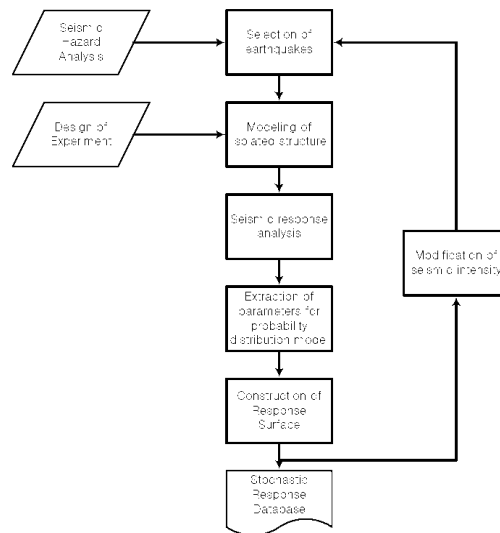 Seismic
Hazard
Analysis
Selection of
earthquakes
Design of
Experiment
Modeling of
isolated structure
Seismic response
analysis
Modification of
seismic intensity
Extraction of
parameters for
probability
distribution model
Construction of
Response
Surface
Stochastic
Response
Database